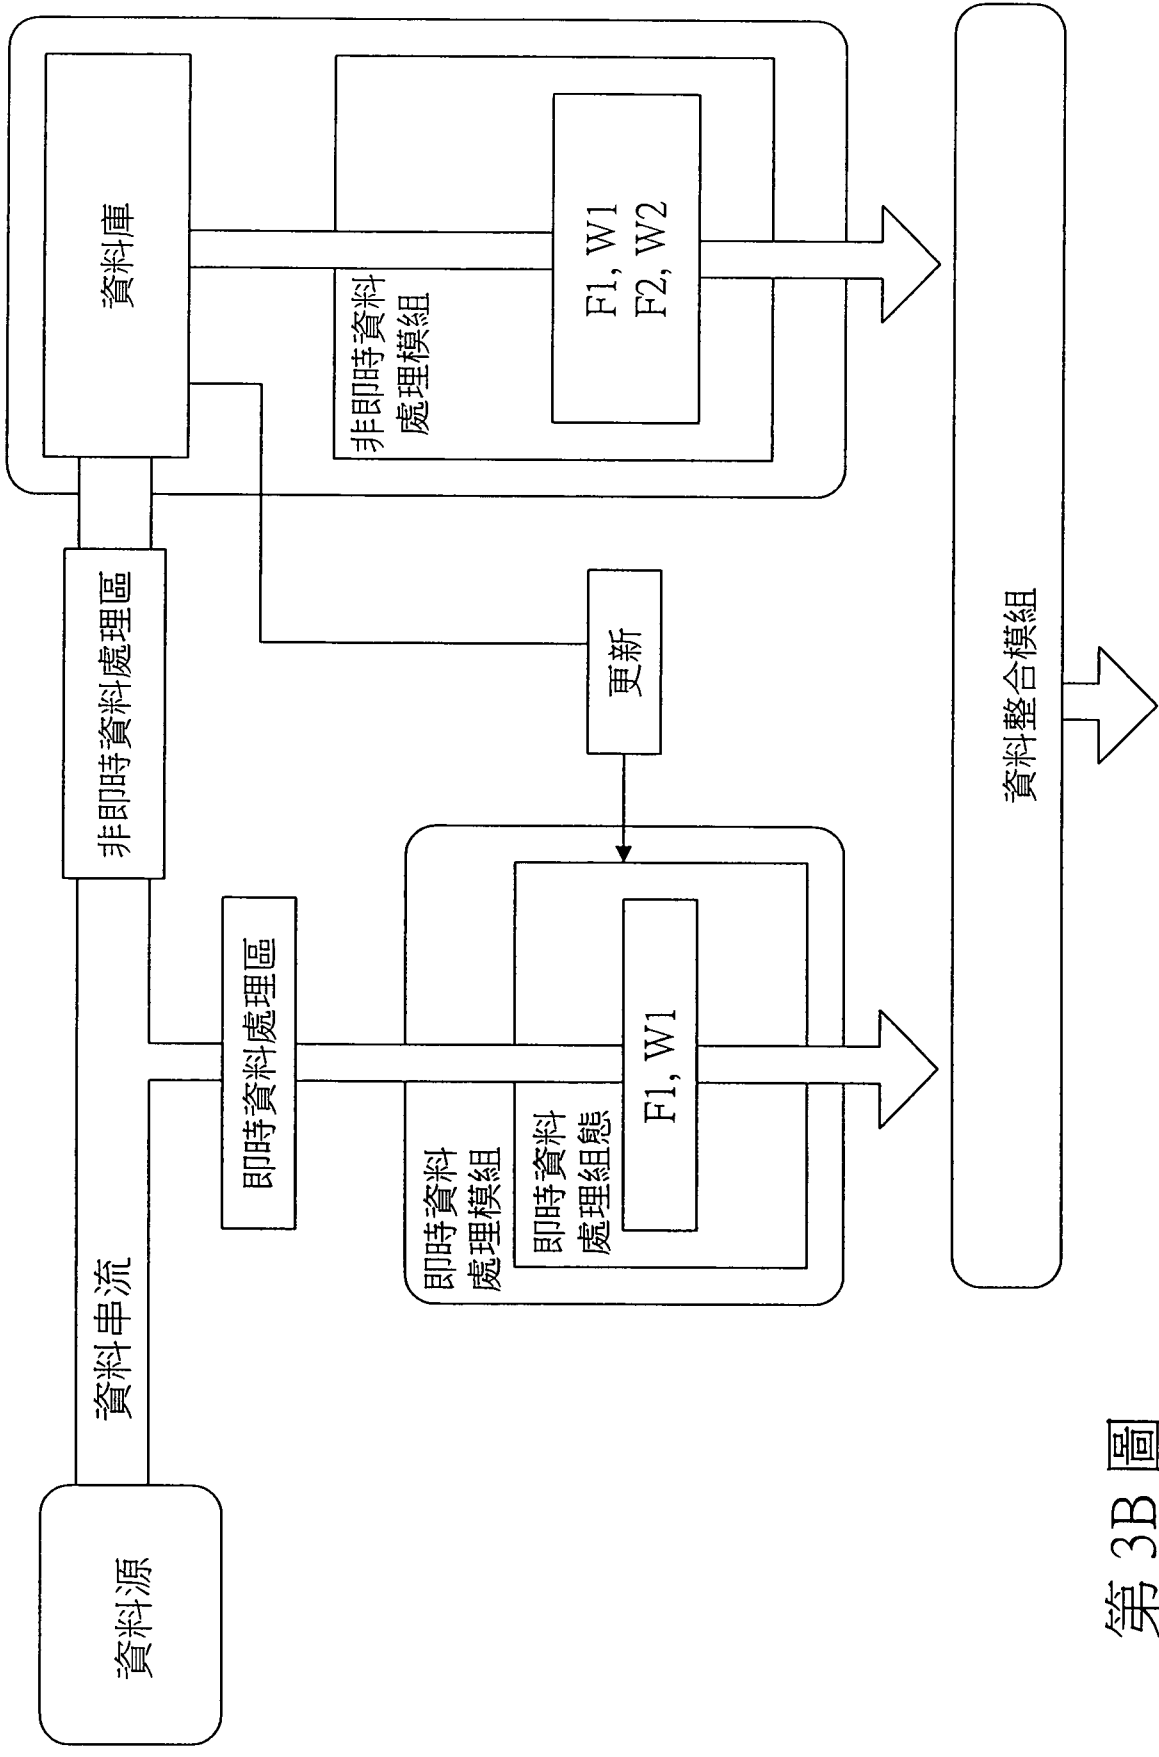 資料源
資料串流
非即時資料處理區
資料庫
即時資料處理區
即時資料
處理模組
即時資料
處理組態
F1, W1
更新
非即時資料
處理模組
F1, W1
F2, W2
資料整合模組
第 3B 圖